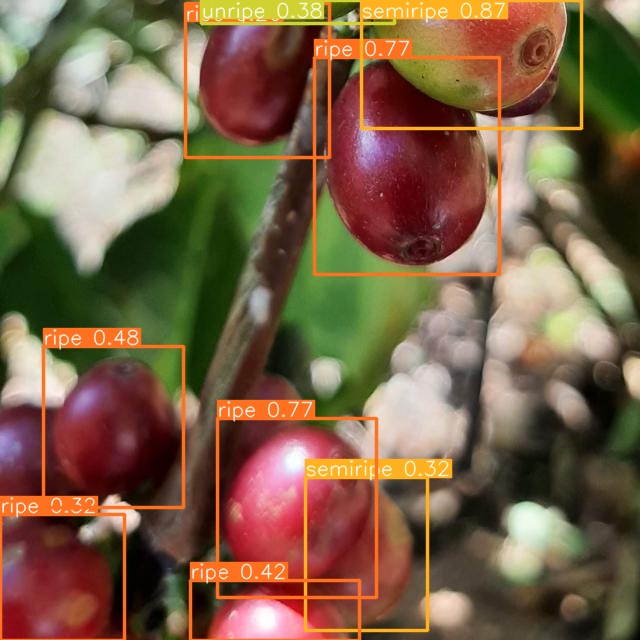 unripe 0.38
semiripe 0.87
ripe 0.77
ripe 0.48
ripe 0.77
semiripe 0.32
ripe 0.32
ripe 0.42